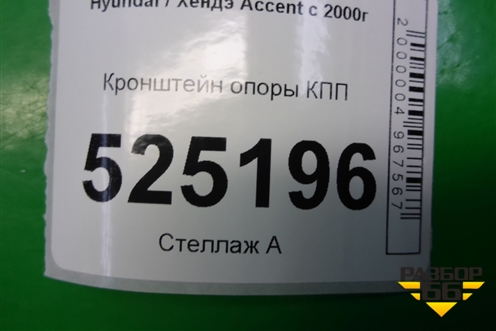 Hyundai / Хендэ Accent с 2000г
Кронштейн опоры КПП
525196
Стеллаж А
2000004967567
РАЗБОР
66